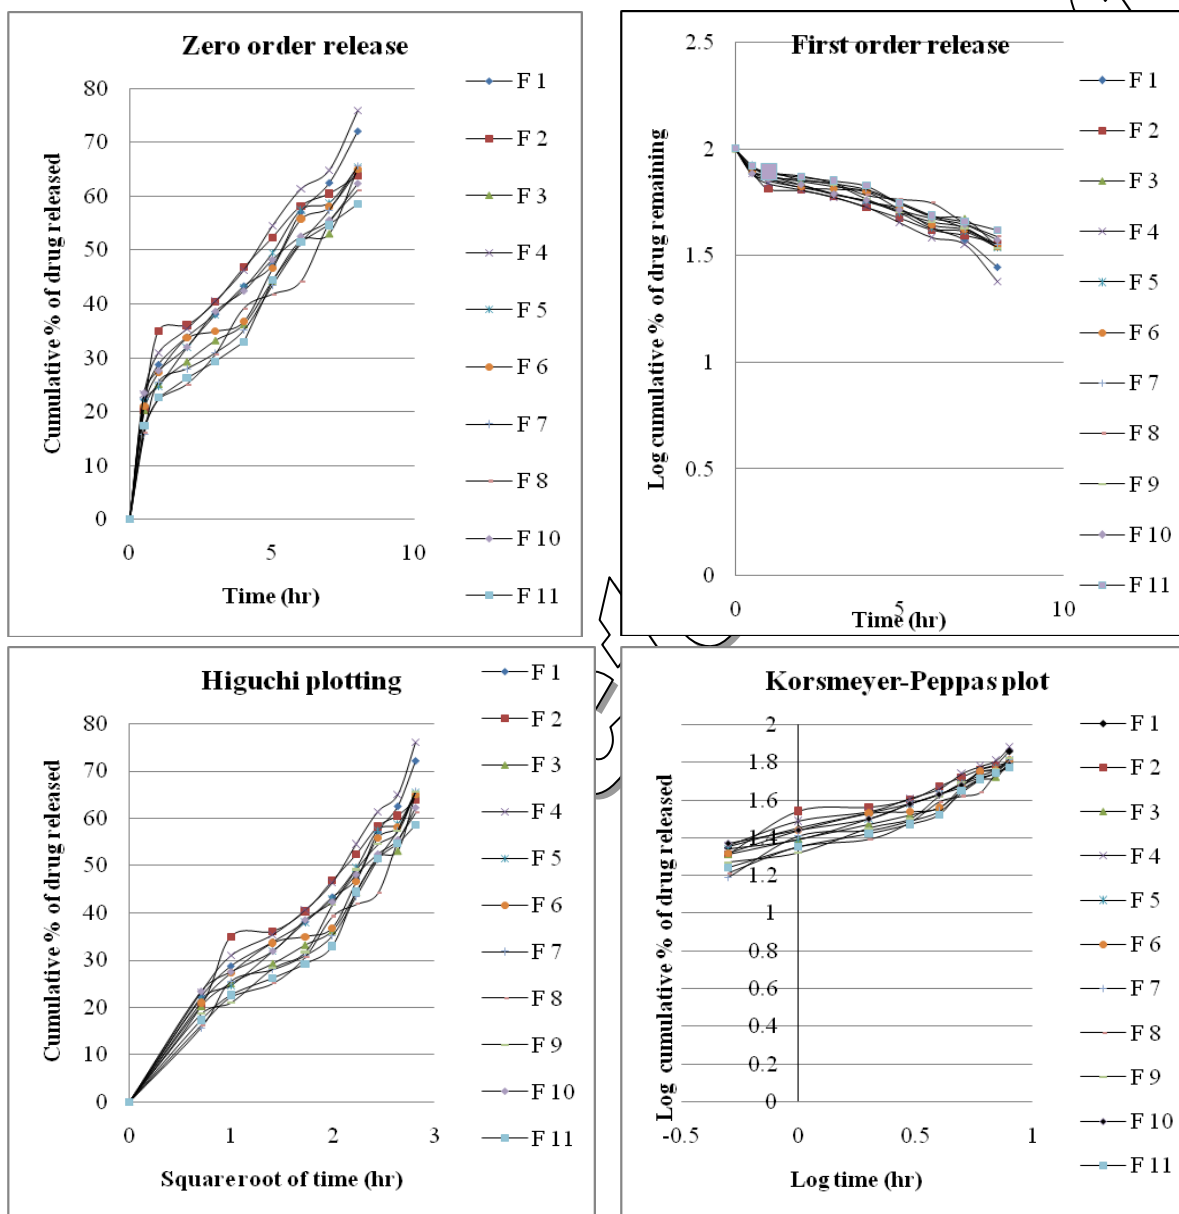 Zero order release
80
70
60
50
40
30
20
10
0
0 5 10
Cumulative % of drug released
Time (hr)
F 1
F 2
F 3
F 4
F 5
F 6
F 7
F 8
F 10
F 11
First order release
2.5
2
1.5
1
0.5
0
0 5 10
Log cumulative % of drug remaining
Time (hr)
F 1
F 2
F 3
F 4
F 5
F 6
F 7
F 8
F 9
F 10
F 11
Higuchi plotting
80
70
60
50
40
30
20
10
0
0 1 2 3
Cumulative % of drug released
Square root of time (hr)
F 1
F 2
F 3
F 4
F 5
F 6
F 7
F 8
F 9
F 10
F 11
Korsmeyer-Peppas plot
2
1.8
1.6
1.4
1.2
1
0.8
0.6
0.4
0.2
0
-0.5 0 0.5 1
Log cumulative % of drug released
Log time (hr)
F 1
F 2
F 3
F 4
F 5
F 6
F 7
F 8
F 9
F 10
F 11